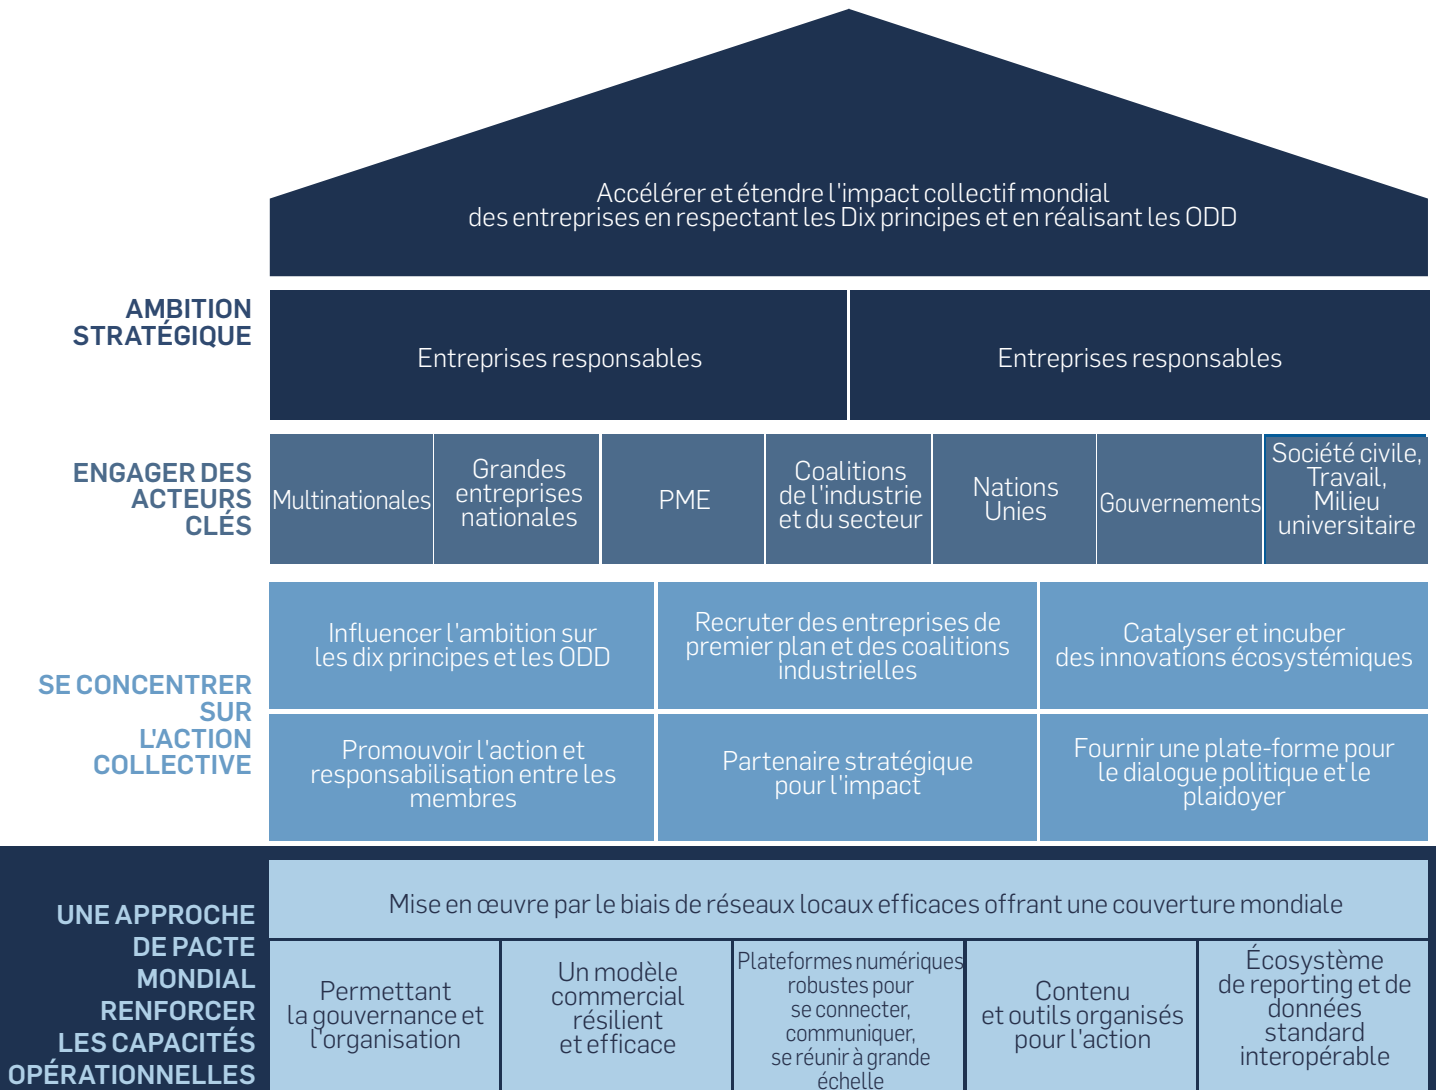 Accélérer et étendre l'impact collectif mondial
des entreprises en respectant les Dix principes et en réalisant les ODD
AMBITION
STRATÉGIQUE
Entreprises responsables
Entreprises responsables
ENGAGER DES
ACTEURS
CLÉS
Multinationales
Grandes
entreprises
nationales
PME
Coalitions
de l'industrie
et du secteur
Nations
Unies
Gouvernements
Société civile,
Travail,
Milieu
universitaire
SE CONCENTRER
SUR
L'ACTION
COLLECTIVE
Influencer l'ambition sur
les dix principes et les ODD
Recruter des entreprises de
premier plan et des coalitions
industrielles
Catalyser et incuber
des innovations écosystémiques
Promouvoir l'action et
responsabilisation entre les
membres
Partenaire stratégique
pour l'impact
Fournir une plate-forme pour
le dialogue politique et le
plaidoyer
UNE APPROCHE
DE PACTE
MONDIAL
RENFORCER
LES CAPACITÉS
OPÉRATIONNELLES
Mise en œuvre par le biais de réseaux locaux efficaces offrant une couverture mondiale
Permettant
la gouvernance et
l'organisation
Un modèle
commercial
résilient
et efficace
Plateformes numériques
robustes pour
se connecter,
communiquer,
se réunir à grande
échelle
Contenu
et outils organisés
pour l'action
Écosystème
de reporting et de
données
standard
interopérable